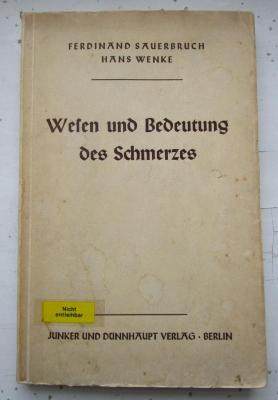 FERDINAND SAUERBRUCH
HANS WENKE
Wesen und Bedeutung
des Schmerzes
Nicht
entleihbar
JUNKER UND DÜNNHAUPT VERLAG · BERLIN